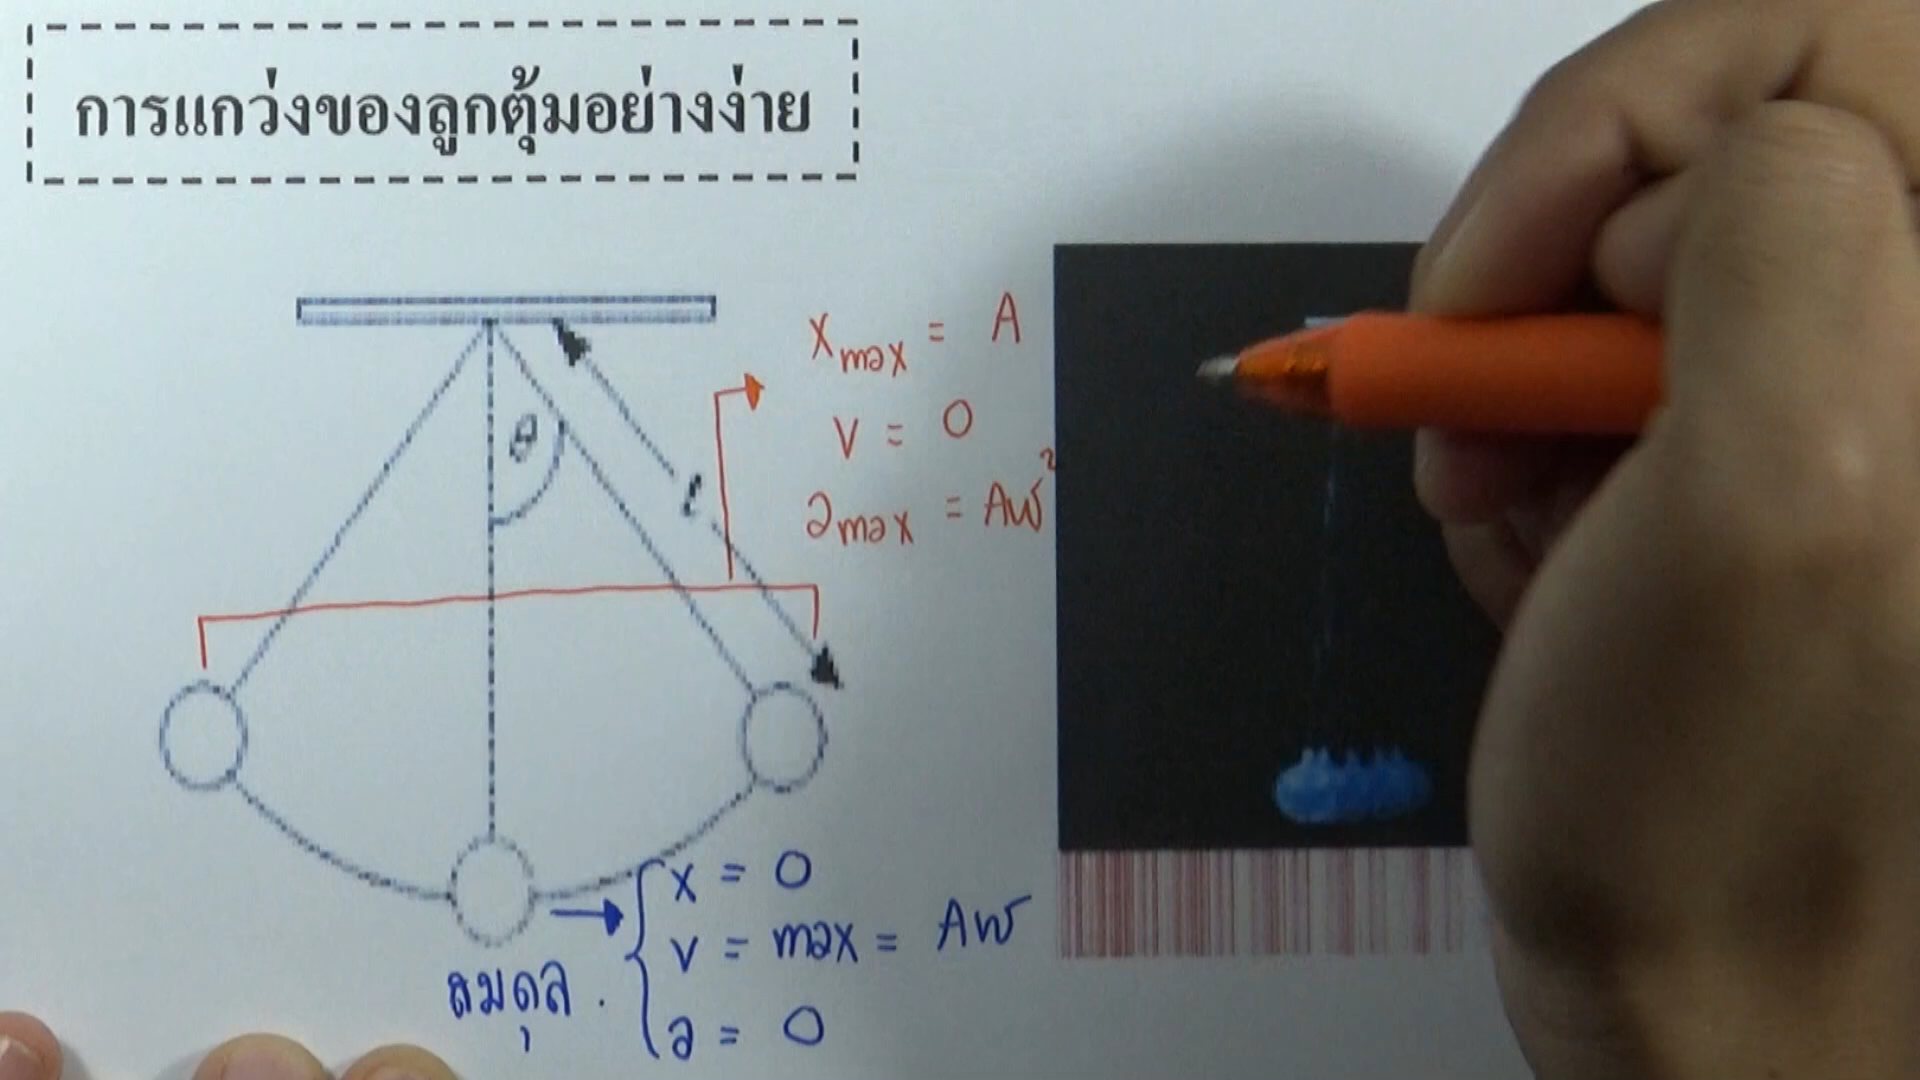 การแกว่งของลูกตุ้มอย่างง่าย
θ
l
xmax = A
v = 0
amax = Aω²
x = 0
v = max = Aω
a = 0
สมดุล